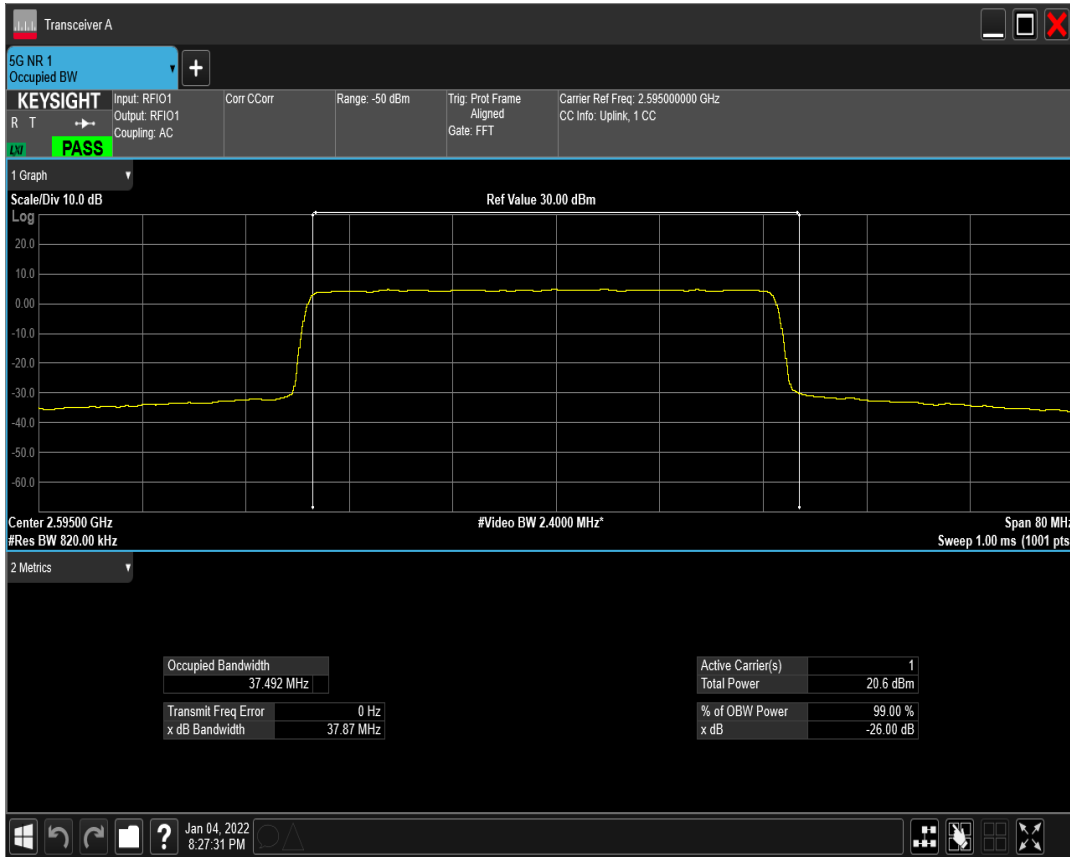 Transceiver A
5G NR 1
Occupied BW
KEYSIGHT
R T
LXI
PASS
Input: RFIO1
Output: RFIO1
Coupling: AC
Corr CCorr
Range: -50 dBm
Trig: Prot Frame
Aligned
Gate: FFT
Carrier Ref Freq: 2.595000000 GHz
CC Info: Uplink, 1 CC
1 Graph
Scale/Div 10.0 dB
Ref Value 30.00 dBm
Log
20.0
10.0
0.00
-10.0
-20.0
-30.0
-40.0
-50.0
-60.0
Center 2.59500 GHz
#Video BW 2.4000 MHz*
Span 80 MHz
#Res BW 820.00 kHz
Sweep 1.00 ms (1001 pts
2 Metrics
Occupied Bandwidth
37.492 MHz
Transmit Freq Error 0 Hz
x dB Bandwidth 37.87 MHz
Active Carrier(s) 1
Total Power 20.6 dBm
% of OBW Power 99.00 %
x dB -26.00 dB
?
Jan 04, 2022
8:27:31 PM